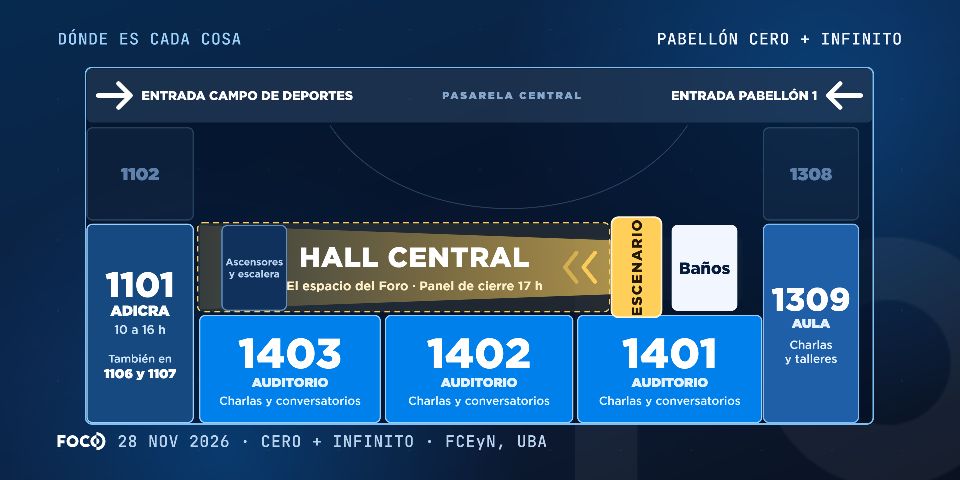 DÓNDE ES CADA COSA
PABELLÓN CERO + INFINITO
ENTRADA CAMPO DE DEPORTES
PASARELA CENTRAL
ENTRADA PABELLÓN 1
1102
1308
1101
ADICRA
10 a 16 h
También en
1106 y 1107
Ascensores
y escalera
HALL CENTRAL
El espacio del Foro · Panel de cierre 17 h
ESCENARIO
Baños
1309
AULA
Charlas
y talleres
1403
AUDITORIO
Charlas y conversatorios
1402
AUDITORIO
Charlas y conversatorios
1401
AUDITORIO
Charlas y conversatorios
FOCO 28 NOV 2026 · CERO + INFINITO · FCEyN, UBA